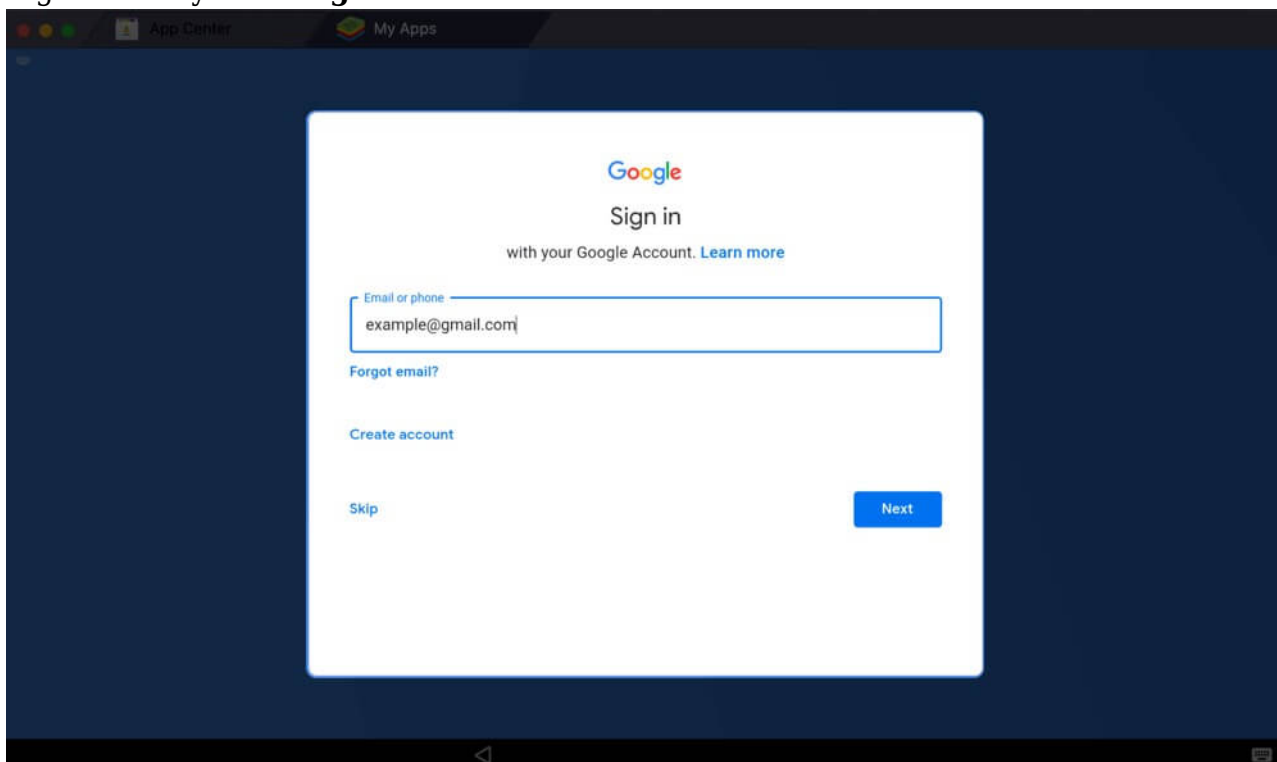 App Center
My Apps
Google
Sign in
with your Google Account. Learn more
Email or phone
example@gmail.com
Forgot email?
Create account
Skip
Next